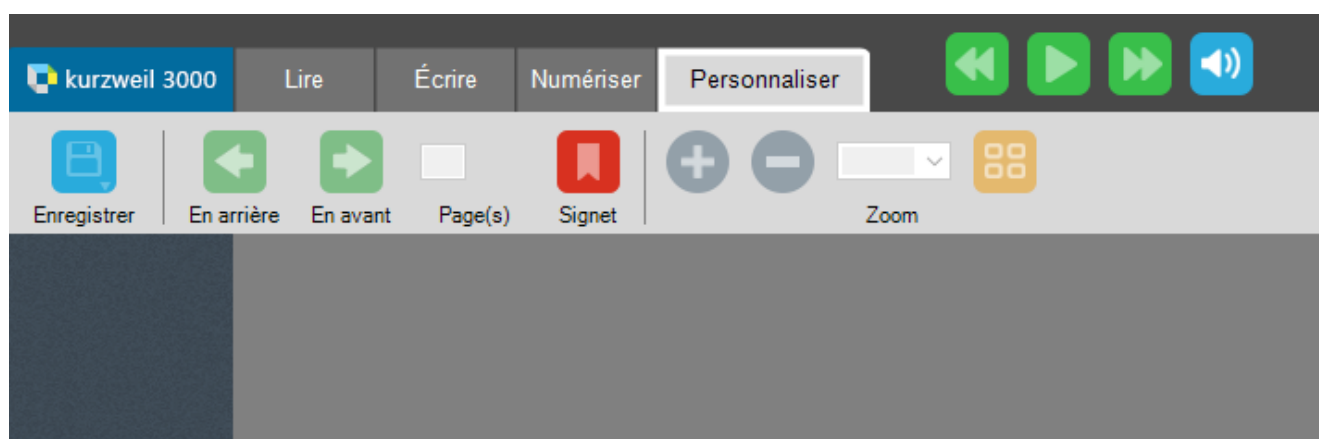 kurzweil 3000 Lire Écrire Numériser Personnaliser
Enregistrer En arrière En avant Page(s) Signet Zoom